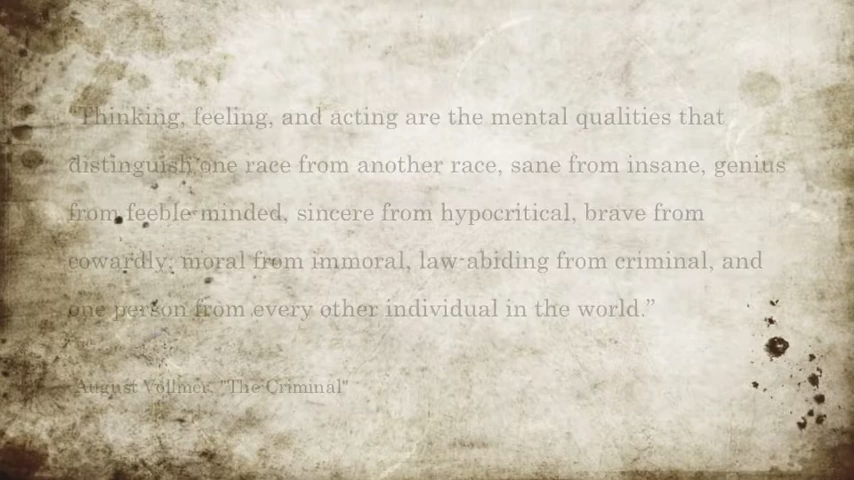 "Thinking, feeling, and acting are the mental qualities that
distinguish one race from another race, sane from insane, genius
from feeble-minded, sincere from hypocritical, brave from
cowardly; moral from immoral, law-abiding from criminal, and
one person from every other individual in the world.”
August Vollmer. "The Criminal"